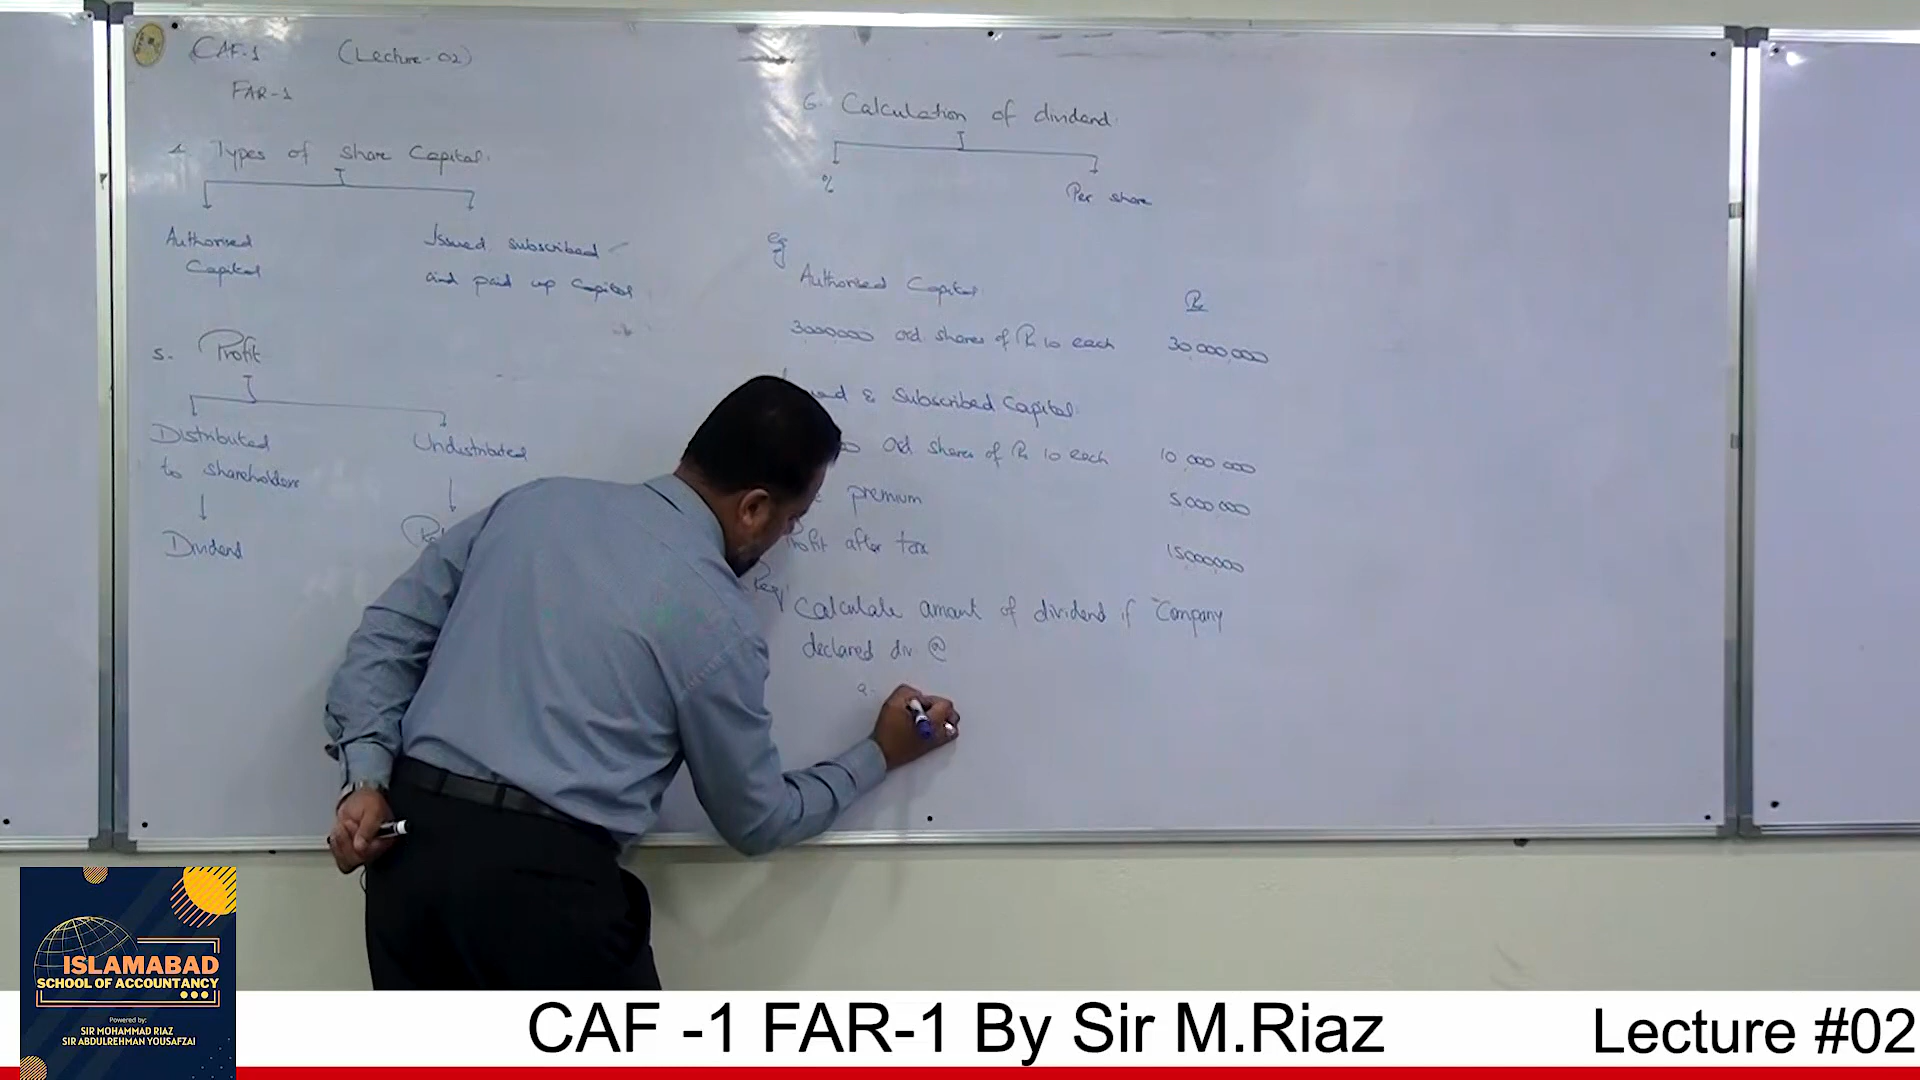 CAF-1 (Lecture-02)
FAR-1
Types of share Capital.
Authorised
Capital
Issued, subscribed
and paid up Capital
5. Profit
Distributed
to shareholders
Undistributed
Dividend
6. Calculation of dividend
%
Per share
eg
Authorised Capital
Rs
3000,000 ord shares of Rs 10 each 30,000,000
& Subscribed Capital.
Ord shares of Rs 10 each 10,000,000
premium 5,000,000
Profit after tax 15000000
Req
Calculate amount of dividend if Company
declared div @
a.
ISLAMABAD
SCHOOL OF ACCOUNTANCY
Powered by:
SIR MOHAMMAD RIAZ
SIR ABDULREHMAN YOUSAFZAI
CAF -1 FAR-1 By Sir M.Riaz
Lecture #02